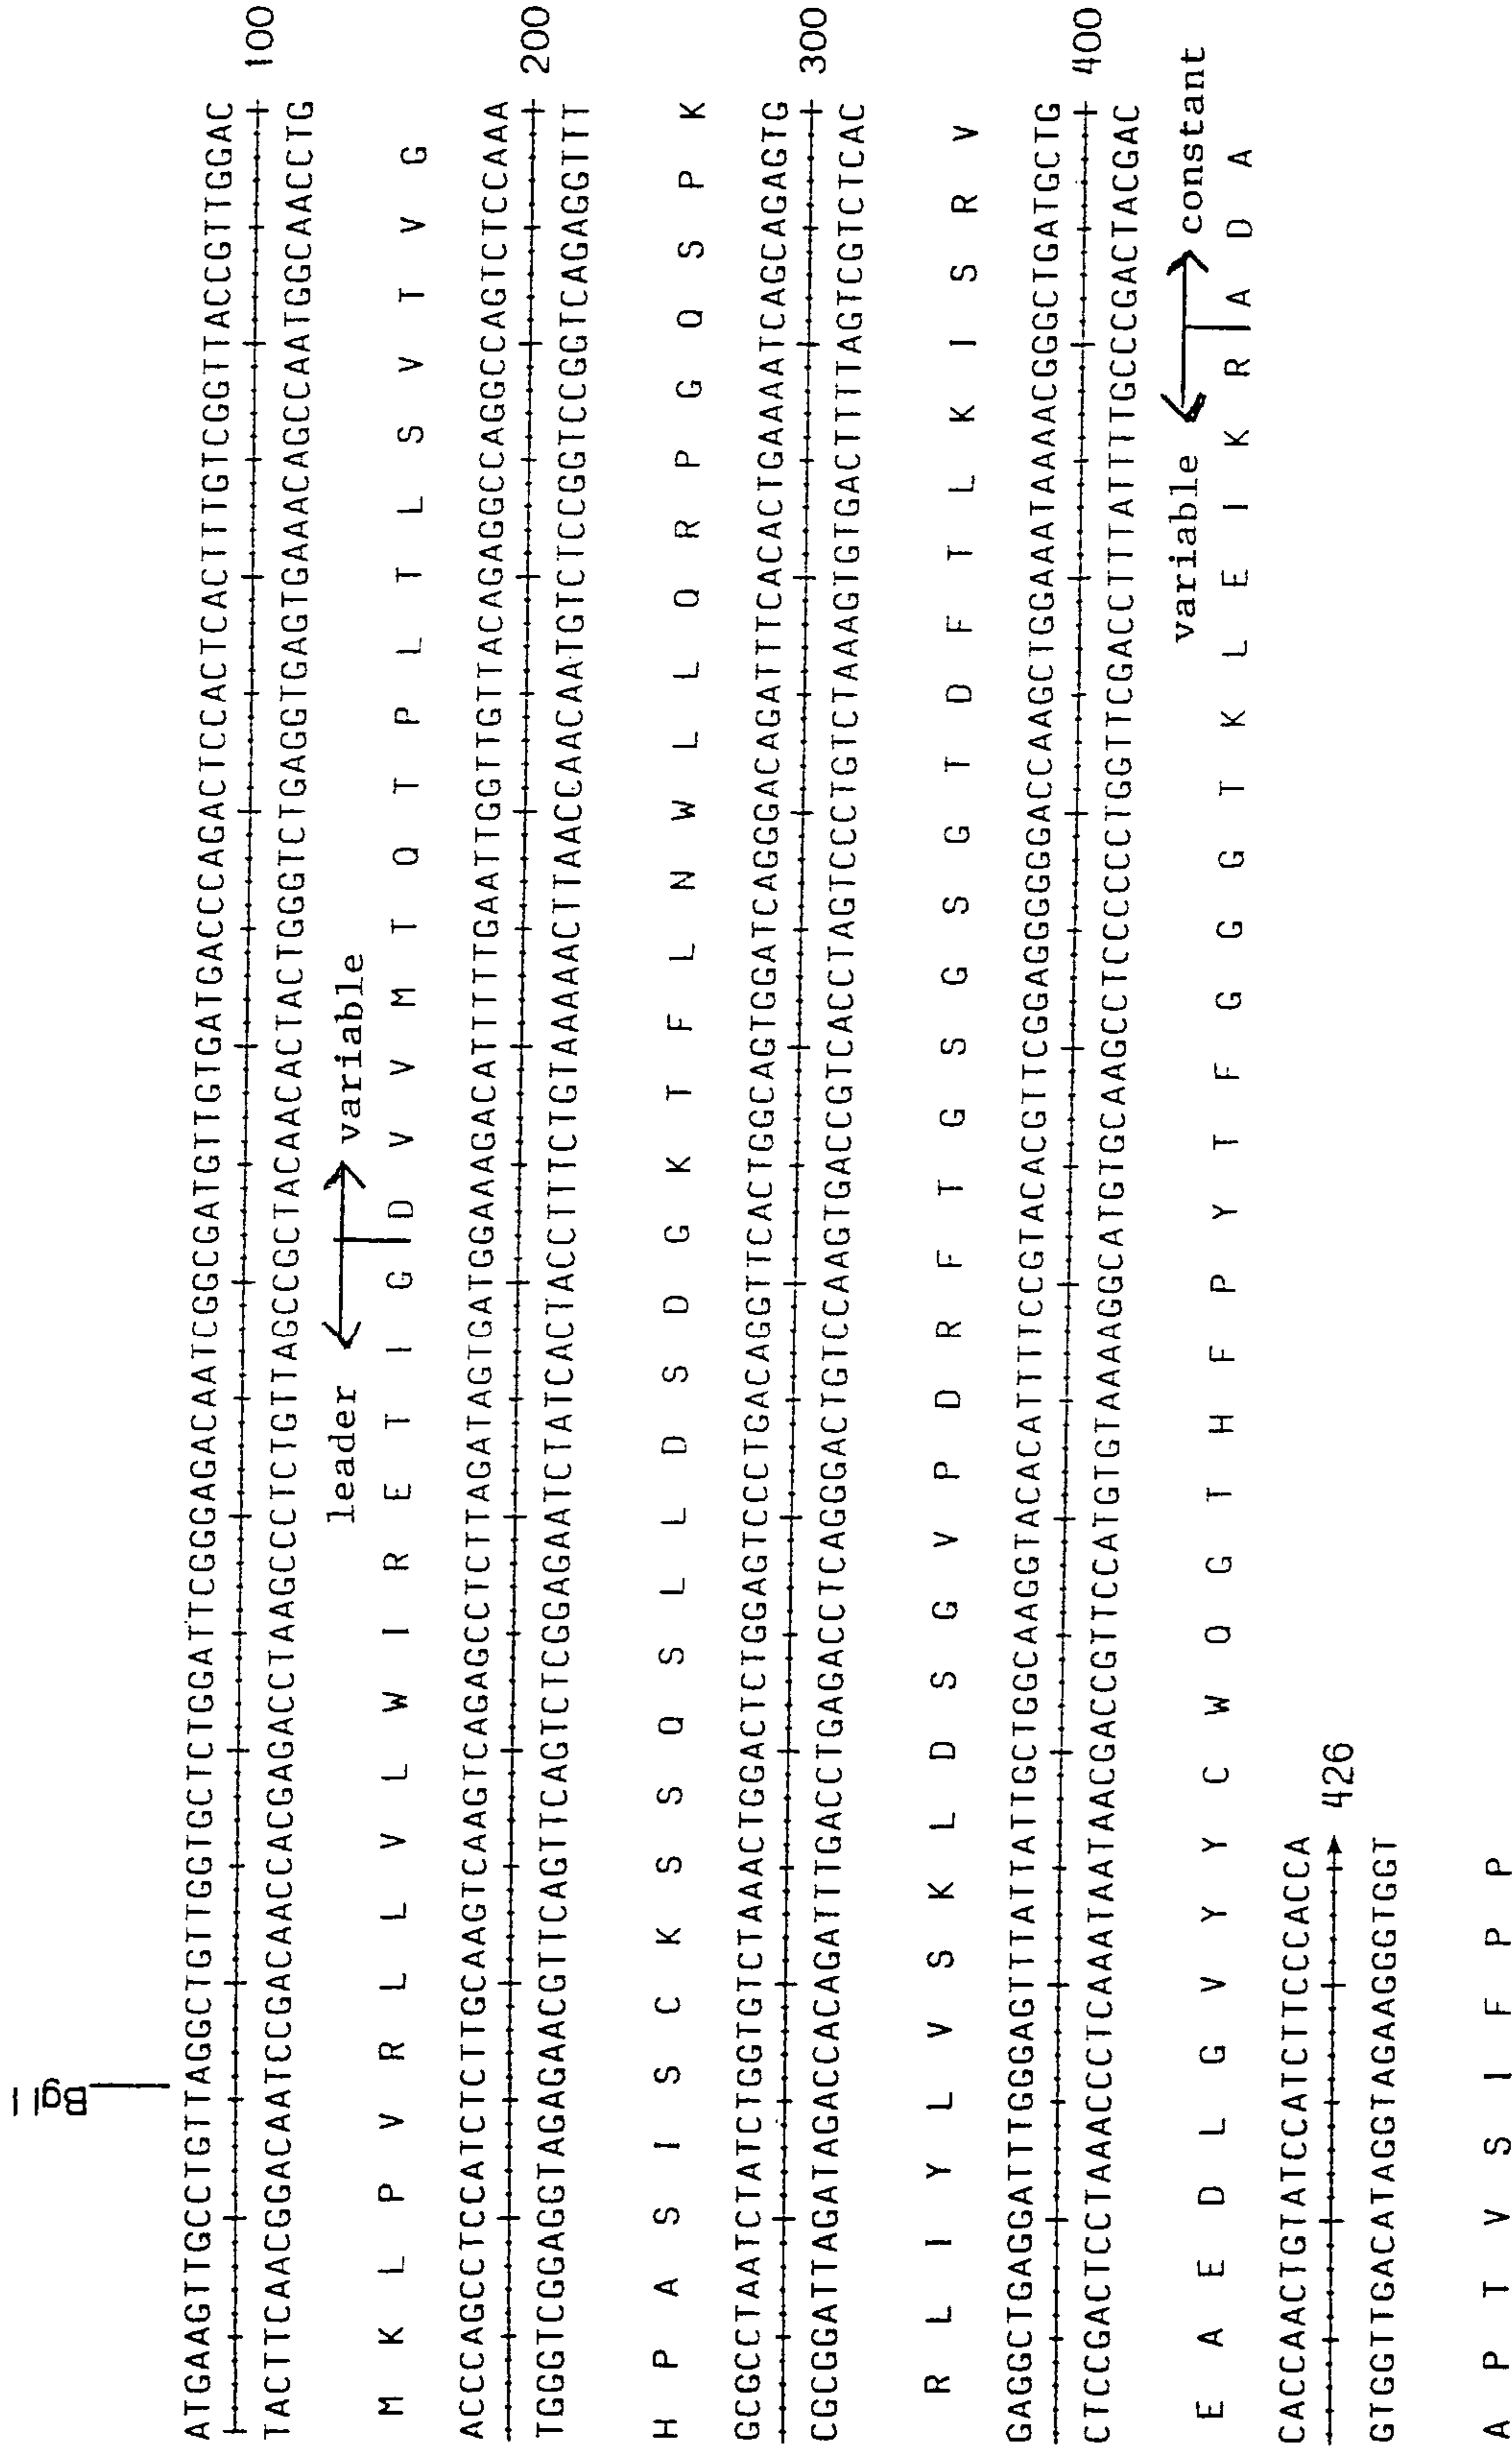 BglI
ATGAAGTTGCCTGTTAGGCTGTTGGTGCTCTGGATTCGGGAGACAATCGGCGATGTTGTGATGACCCAGACTCCACTCACTTTGTCGGTTACCGTTGGAC
100
TACTTCAACGGACAATCCGACAACCACGAGACCTAAGCCCTCTGTTAGCCGCTACAACACTACTGGGTCTGAGGTGAGTGAAACAGCCAATGGCAACCTG
leader variable
M K L P V R L L V L W I R E T I G D V V M T Q T P L T L S V T V G
ACCCAGCCTCCATCTCTTGCAAGTCAAGTCAGAGCCTCTTAGATAGTGATGGAAAGACATTTTTGAATTGGTTGTTACAGAGGCCAGGCCAGTCTCCAAA
200
TGGGTCGGAGGTAGAGAACGTTCAGTTCAGTCTCGGAGAATCTATCACTACCTTTCTGTAAAAACTTAACCAACAATGTCTCCGGTCCGGTCAGAGGTTT
H P A S I S C K S S Q S L L D S D G K T F L N W L L Q R P G Q S P K
GCGCCTAATCTATCTGGTGTCTAAACTGGACTCTGGAGTCCCTGACAGGTTCACTGGCAGTGGATCAGGGACAGATTTCACACTGAAAATCAGCAGAGTG
300
CGCGGATTAGATAGACCACAGATTTGACCTGAGACCTCAGGGACTGTCCAAGTGACCGTCACCTAGTCCCTGTCTAAAGTGTGACTTTTAGTCGTCTCAC
R L I Y L V S K L D S G V P D R F T G S G S G T D F T L K I S R V
GAGGCTGAGGATTTGGGAGTTTATTATTGCTGGCAAGGTACACATTTTCCGTACACGTTCGGAGGGGGGACCAAGCTGGAAATAAAACGGGCTGATGCTG
400
CTCCGACTCCTAAACCCTCAAATAATAACGACCGTTCCATGTGTAAAAGGCATGTGCAAGCCTCCCCCCTGGTTCGACCTTTATTTTGCCCGACTACGAC
variable constant
E A E D L G V Y Y C W Q G T H F P Y T F G G G T K L E I K R A D A
CACCAACTGTATCCATCTTCCCACCA
426
GTGGTTGACATAGGTAGAAGGGTGGT
A P T V S I F P P